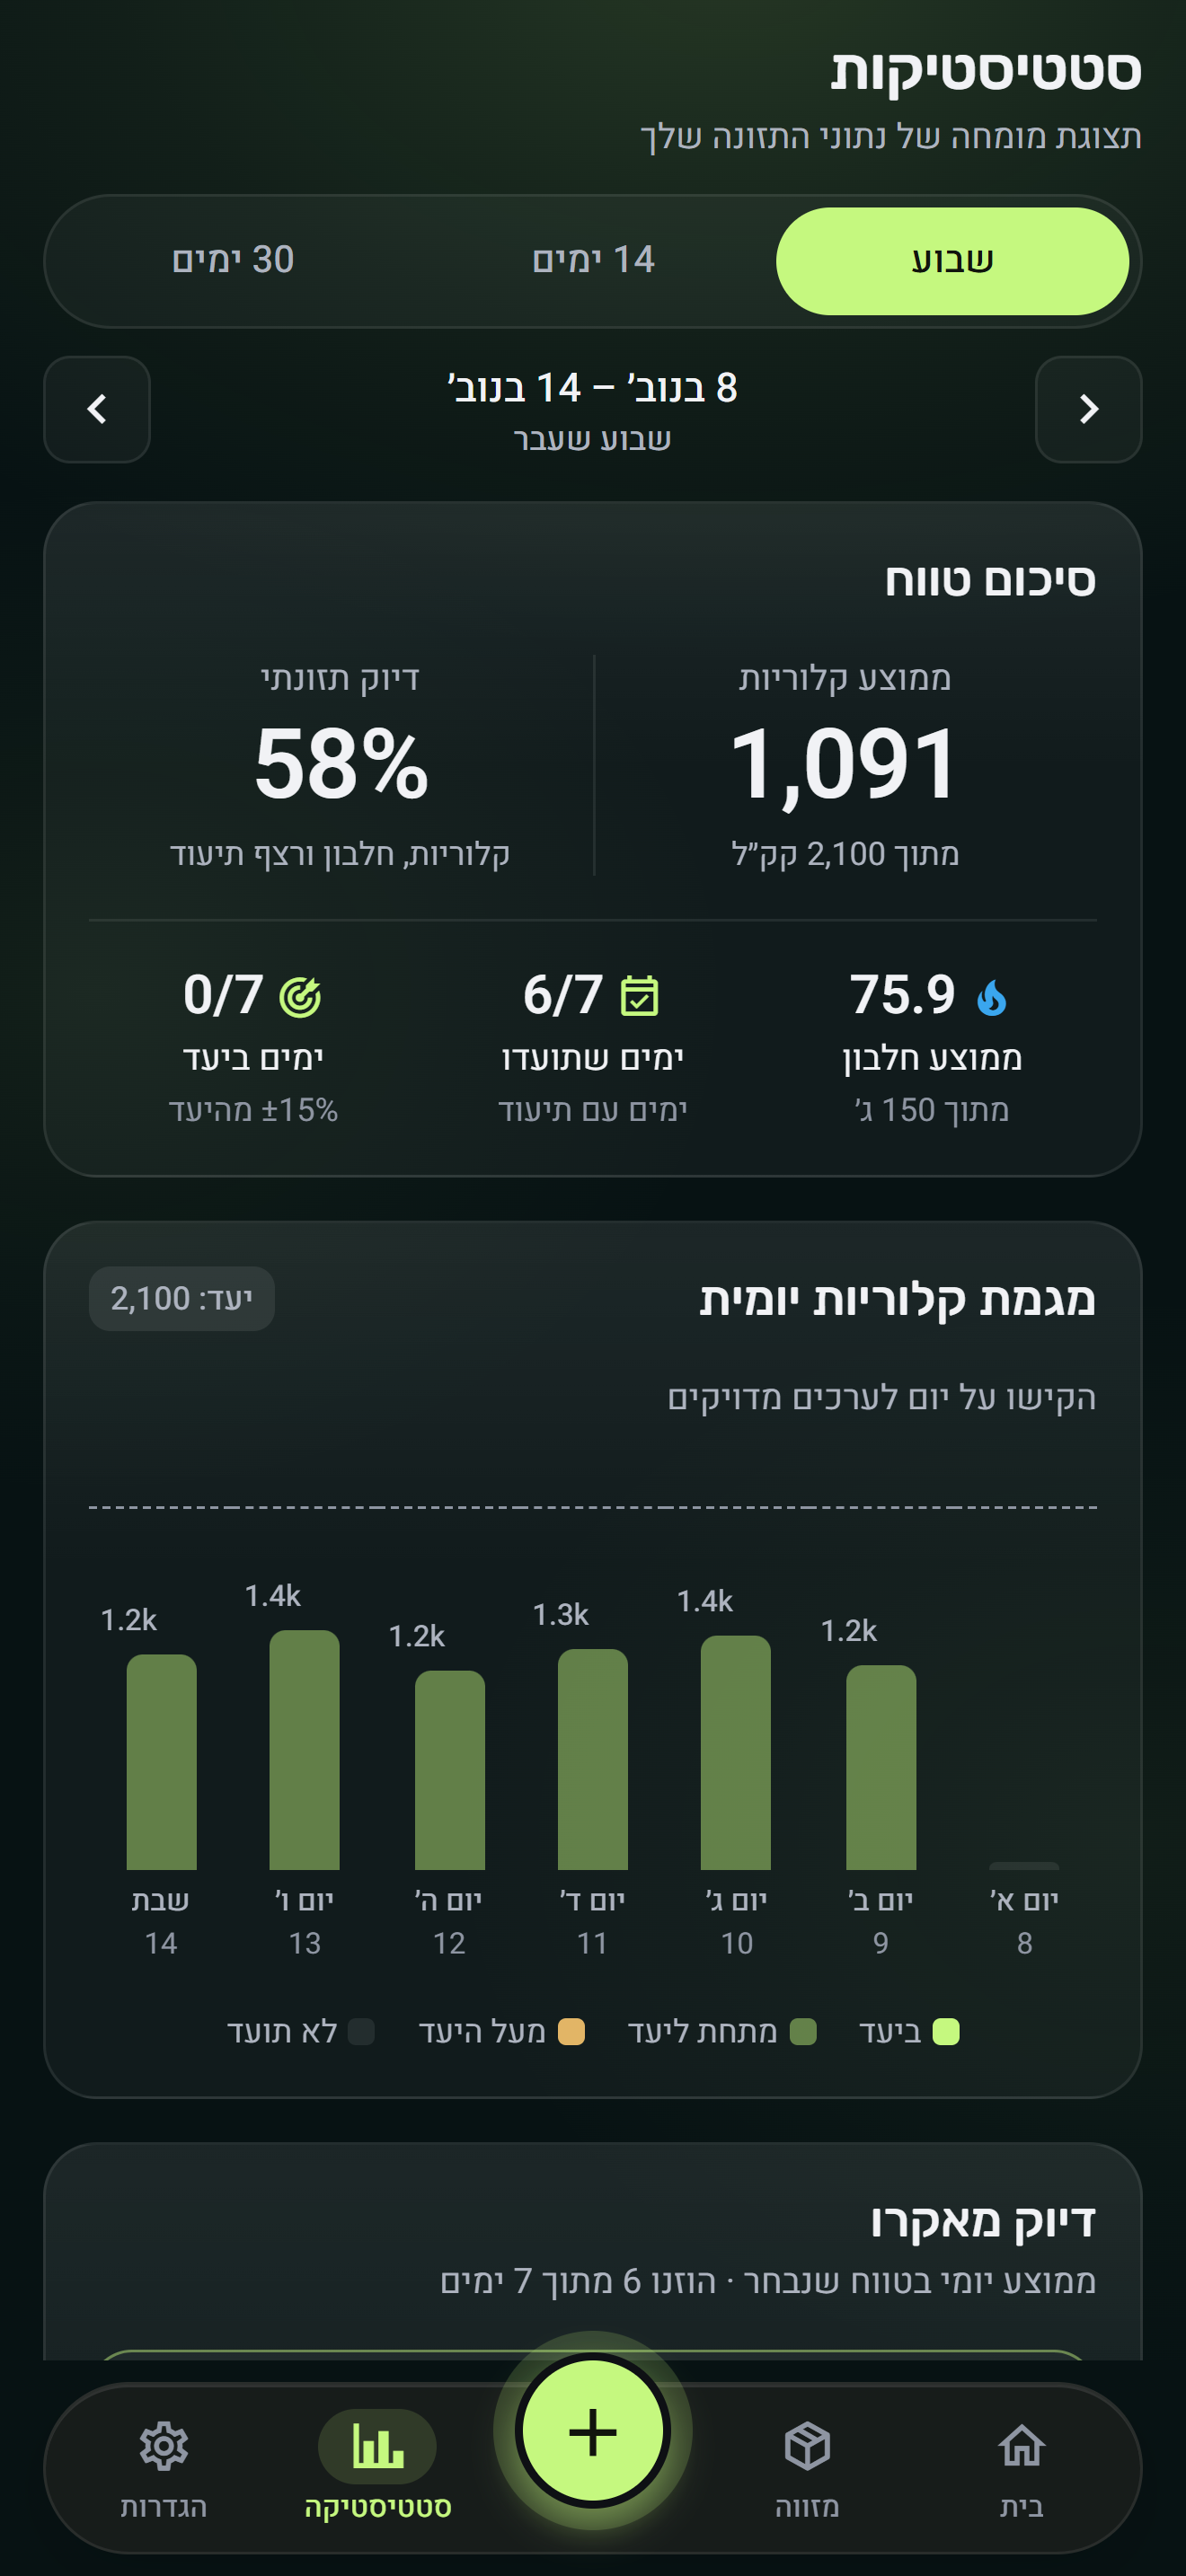 סטטיסטיקות
תצוגת מומחה של נתוני התזונה שלך
שבוע
14 ימים
30 ימים
8 בנוב׳ – 14 בנוב׳
שבוע שעבר
סיכום טווח
ממוצע קלוריות
1,091
מתוך 2,100 קק״ל
דיוק תזונתי
58%
קלוריות, חלבון ורצף תיעוד
75.9
ממוצע חלבון
מתוך 150 ג׳
6/7
ימים שתועדו
ימים עם תיעוד
0/7
ימים ביעד
±15% מהיעד
מגמת קלוריות יומית
יעד: 2,100
הקישו על יום לערכים מדויקים
1.2k
1.4k
1.3k
1.2k
1.4k
1.2k
יום א׳
יום ב׳
יום ג׳
יום ד׳
יום ה׳
יום ו׳
שבת
8
9
10
11
12
13
14
ביעד
מתחת ליעד
מעל היעד
לא תועד
דיוק מאקרו
ממוצע יומי בטווח שנבחר · הוזנו 6 מתוך 7 ימים
בית
מזווה
סטטיסטיקה
הגדרות